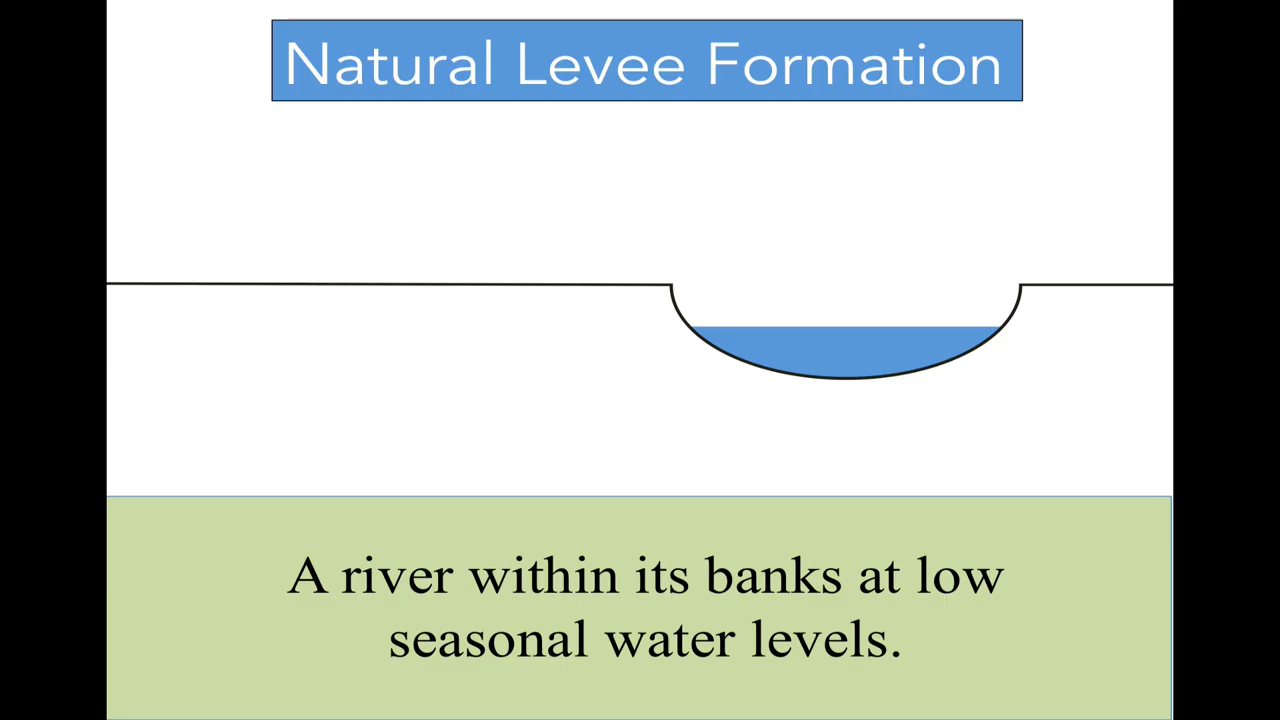 Natural Levee Formation
A river within its banks at low
seasonal water levels.